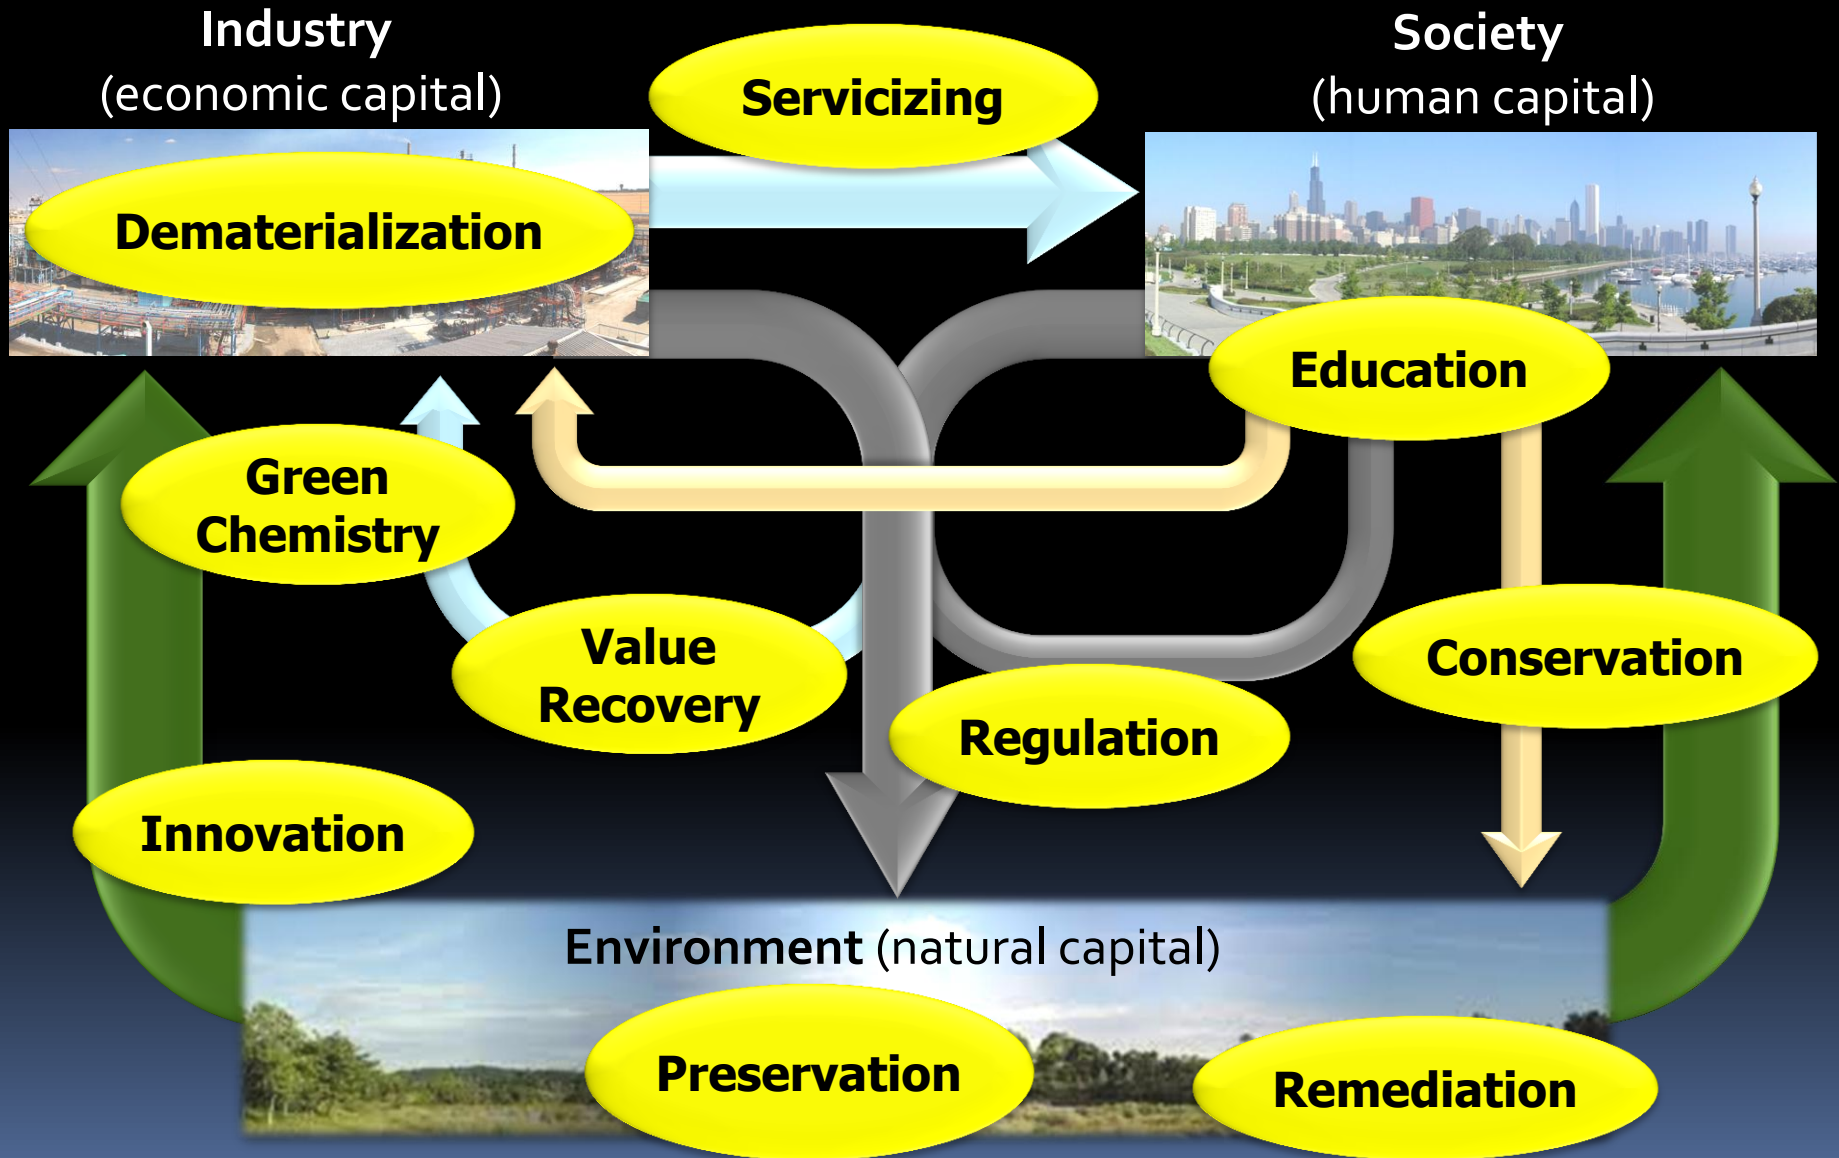 Industry
(economic capital)
Servicizing
Society
(human capital)
Dematerialization
Education
Green
Chemistry
Value
Recovery
Conservation
Regulation
Innovation
Environment (natural capital)
Preservation
Remediation